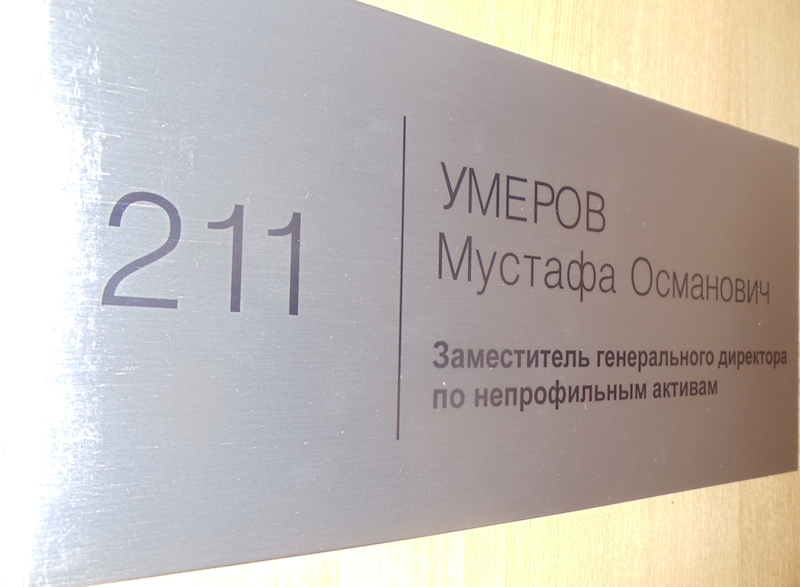 211
УМЕРОВ
Мустафа Османович
Заместитель генерального директора
по непрофильным активам